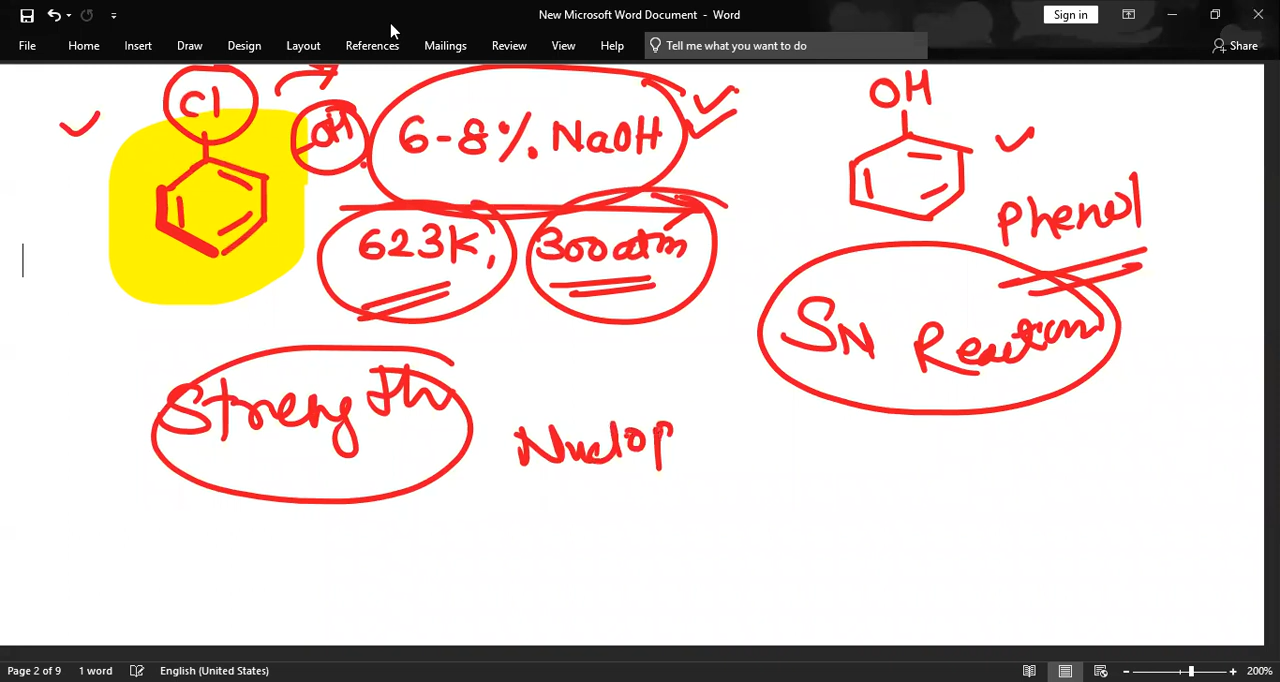 New Microsoft Word Document - Word
Sign in
File Home Insert Draw Design Layout References Mailings Review View Help Tell me what you want to do Share
Cl
OH
6-8% NaOH
OH
623K, 300 atm
Phenol
SN Reaction
Strength
Nuclop
Page 2 of 9 1 word English (United States) 200%